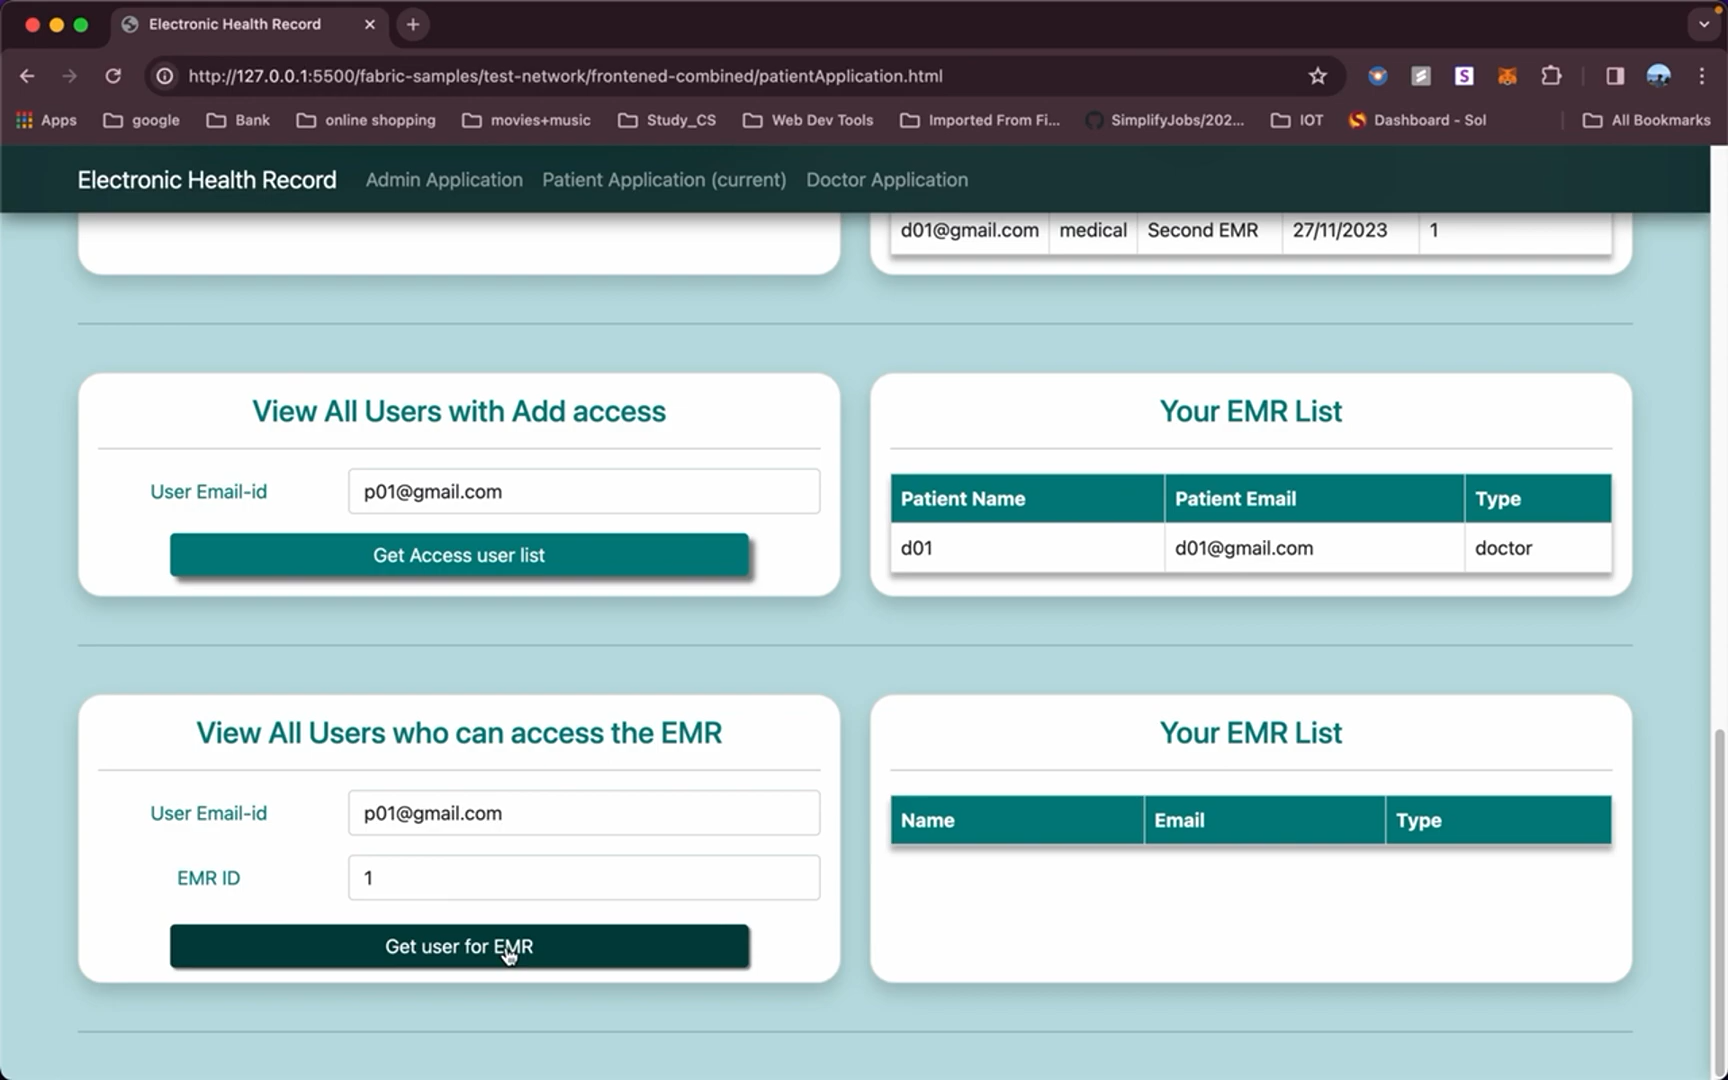 Electronic Health Record
http://127.0.0.1:5500/fabric-samples/test-network/frontened-combined/patientApplication.html
Apps google Bank online shopping movies+music Study_CS Web Dev Tools Imported From Fi... SimplifyJobs/202... IOT Dashboard - Sol All Bookmarks
Electronic Health Record Admin Application Patient Application (current) Doctor Application
d01@gmail.com medical Second EMR 27/11/2023 1
View All Users with Add access
User Email-id p01@gmail.com
Get Access user list
Your EMR List
Patient Name Patient Email Type
d01 d01@gmail.com doctor
View All Users who can access the EMR
User Email-id p01@gmail.com
EMR ID 1
Get user for EMR
Your EMR List
Name Email Type